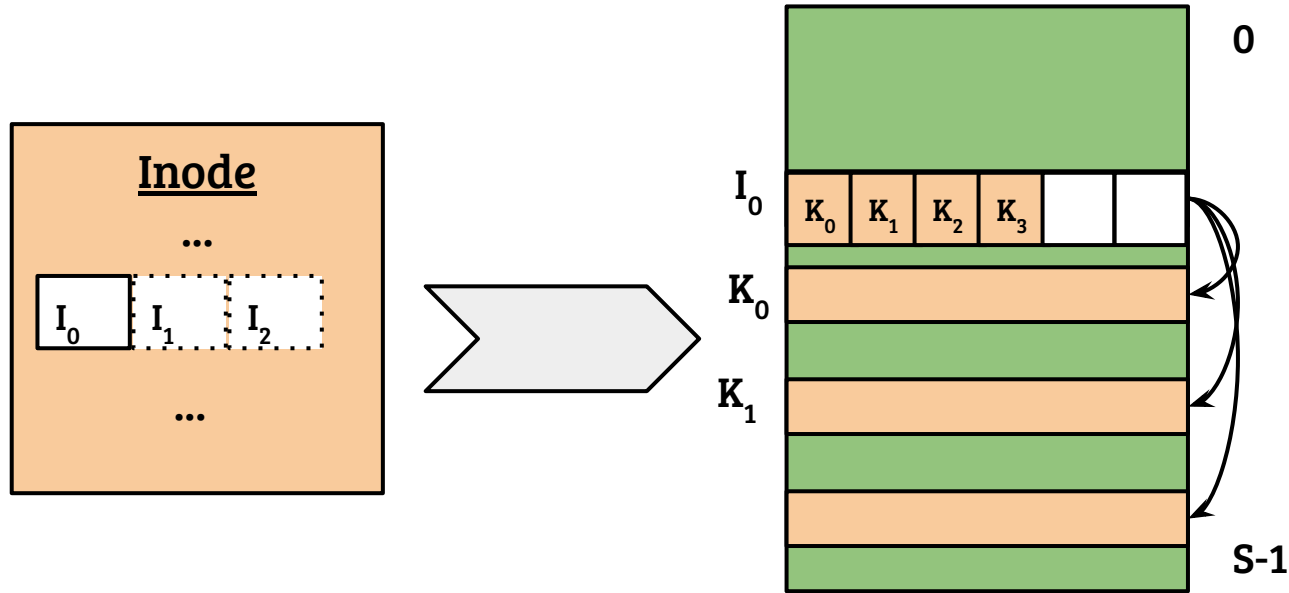 Inode
...
I₀ I₁ I₂
...
0
I₀
K₀ K₁ K₂ K₃
K₀
K₁
S-1